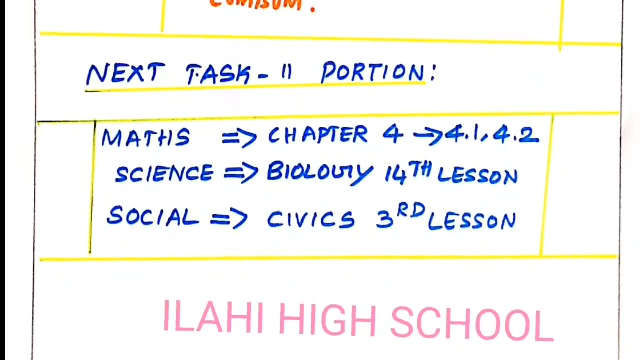 NEXT TASK - 11 PORTION:
MATHS => CHAPTER 4 → 4.1, 4.2
SCIENCE => BIOLOGY 14TH LESSON
SOCIAL => CIVICS 3RD LESSON
ILAHI HIGH SCHOOL